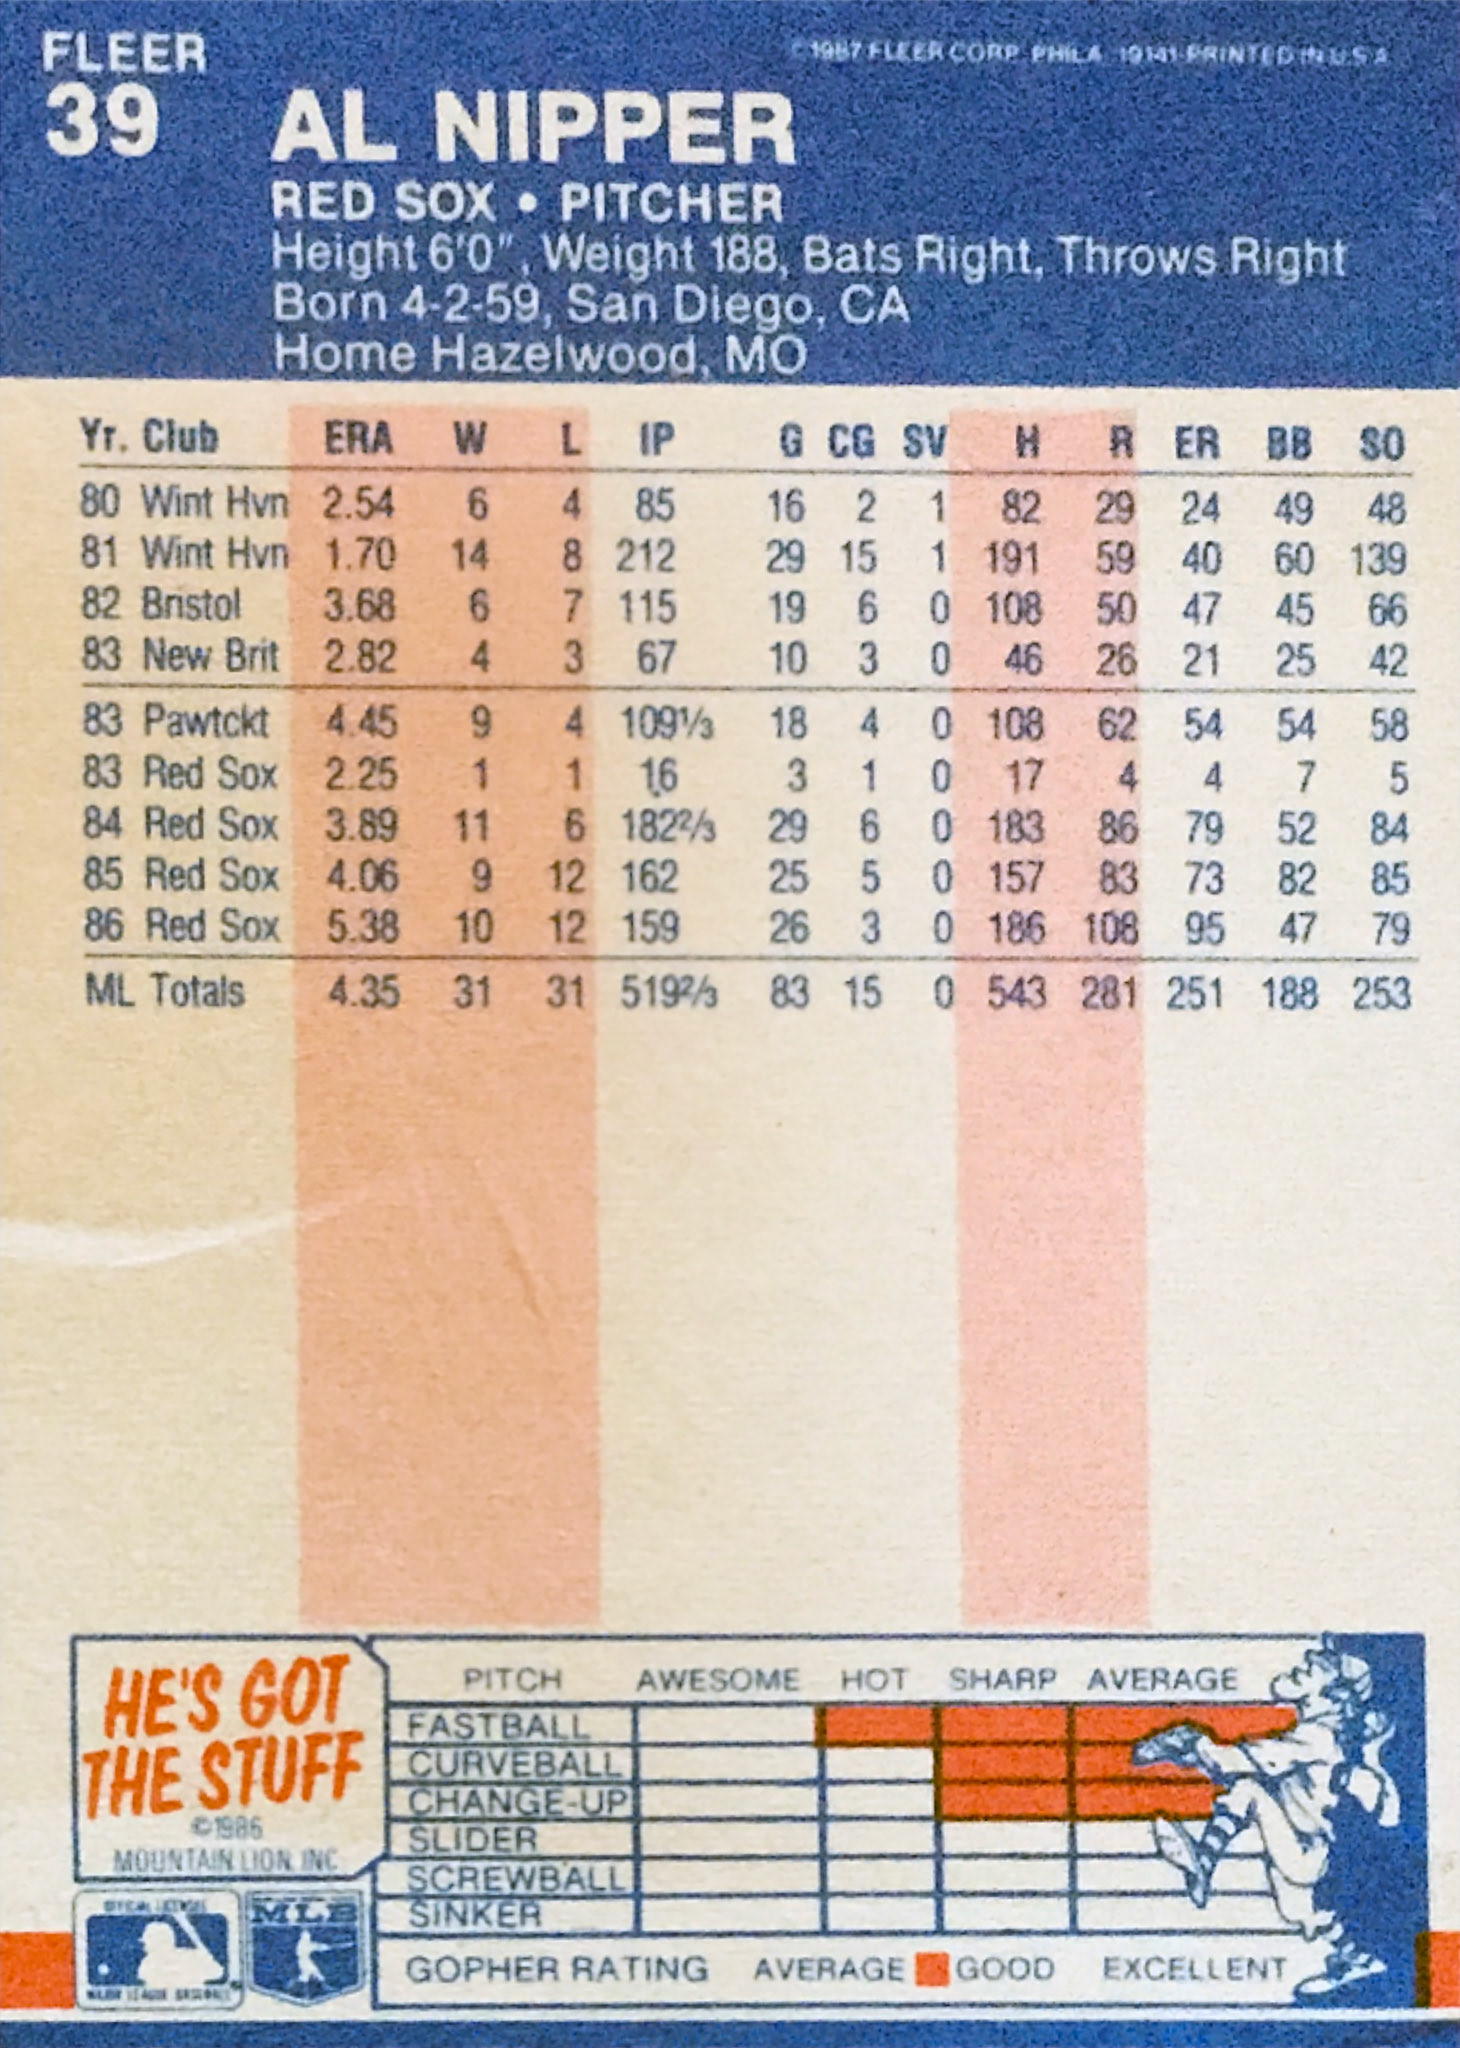 FLEER
©1987 FLEER CORP. PHILA. 19141-PRINTED IN U.S.A.
39 AL NIPPER
RED SOX • PITCHER
Height 6'0", Weight 188, Bats Right, Throws Right
Born 4-2-59, San Diego, CA
Home Hazelwood, MO
Yr. Club ERA W L IP G CG SV H R ER BB SO
80 Wint Hvn 2.54 6 4 85 16 2 1 82 29 24 49 48
81 Wint Hvn 1.70 14 8 212 29 15 1 191 59 40 60 139
82 Bristol 3.68 6 7 115 19 6 0 108 50 47 45 66
83 New Brit 2.82 4 3 67 10 3 0 46 26 21 25 42
83 Pawtckt 4.45 9 4 109⅓ 18 4 0 108 62 54 54 58
83 Red Sox 2.25 1 1 16 3 1 0 17 4 4 7 5
84 Red Sox 3.89 11 6 182⅔ 29 6 0 183 86 79 52 84
85 Red Sox 4.06 9 12 162 25 5 0 157 83 73 82 85
86 Red Sox 5.38 10 12 159 26 3 0 186 108 95 47 79
ML Totals 4.35 31 31 519⅔ 83 15 0 543 281 251 188 253
HE'S GOT
THE STUFF
©1986
MOUNTAIN LION, INC.
PITCH AWESOME HOT SHARP AVERAGE
FASTBALL
CURVEBALL
CHANGE-UP
SLIDER
SCREWBALL
SINKER
GOPHER RATING AVERAGE GOOD EXCELLENT
OFFICIAL LICENSEE
MAJOR LEAGUE BASEBALL
MLB